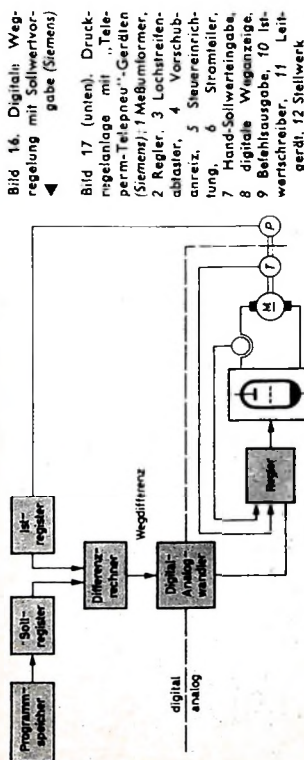 Bild 16. Digitale Weg-
regelung mit Sollwertvor-
gabe (Siemens)
Bild 17 (unten). Druck-
regelanlage mit „Tele-
perm-Telepneu"-Geräten
(Siemens): 1 Meßumformer,
2 Regler, 3 Lochstreifen-
abtaster, 4 Vorschub-
anreiz, 5 Steuereinrich-
tung, 6 Stromteiler,
7 Hand-Sollwerteingabe,
8 digitale Weganzeige,
9 Befehlsausgabe, 10 Ist-
wertschreiber, 11 Leit-
gerät, 12 Stellwerk
Programm-
speicher
Soll-
register
Ist-
register
Differenz-
rechner
Wegdifferenz
Digital-
Analog-
wandler
digital
analog
Regler
M
T
P